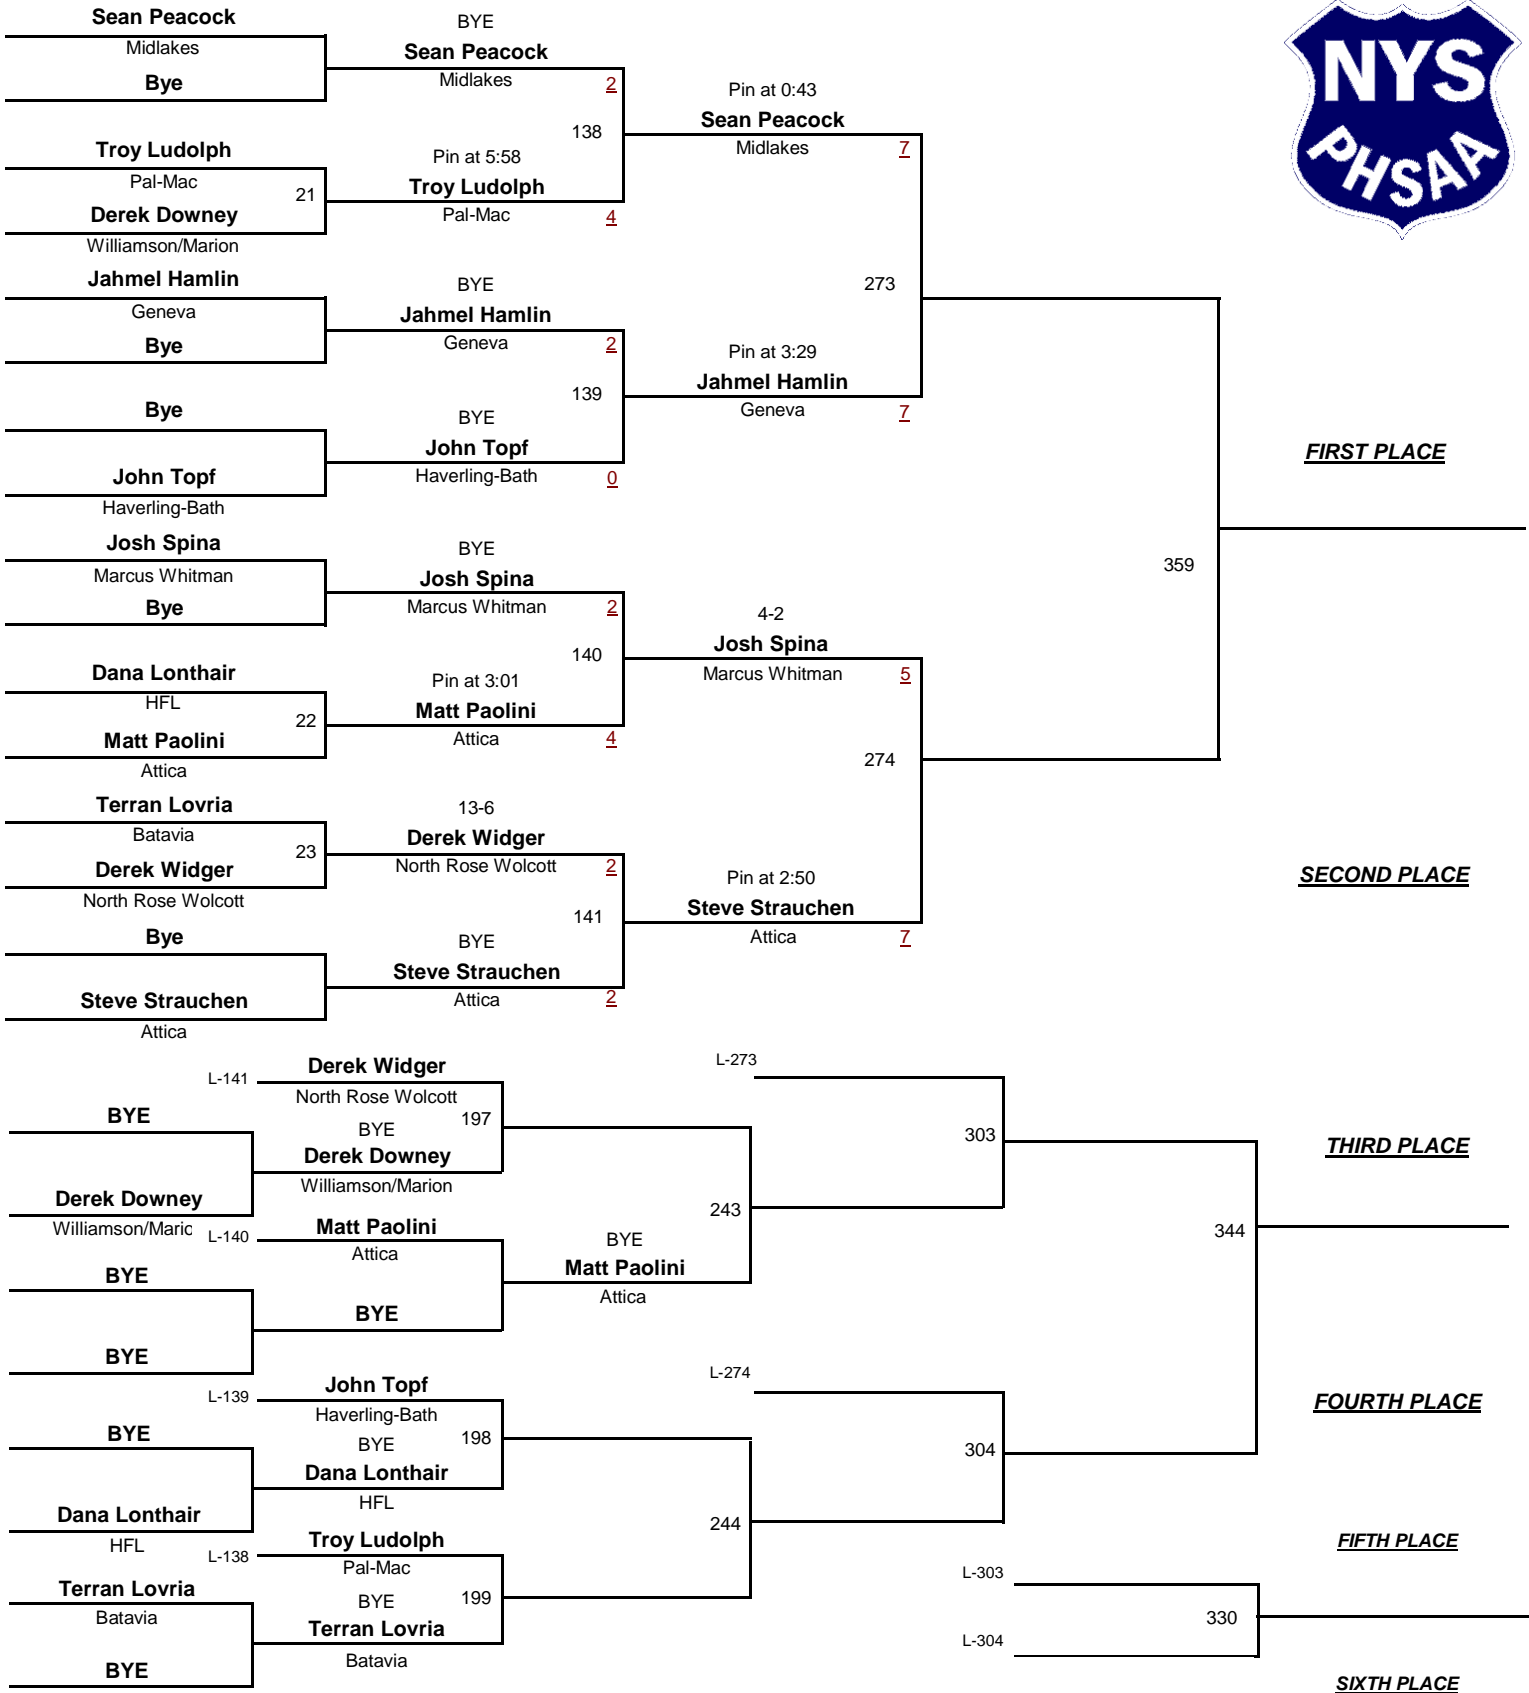 Sean Peacock
Midlakes
Bye
Troy Ludolph
Pal-Mac
21
Derek Downey
Williamson/Marion
Jahmel Hamlin
Geneva
Bye
Bye
John Topf
Haverling-Bath
Josh Spina
Marcus Whitman
Bye
Dana Lonthair
HFL
22
Matt Paolini
Attica
Terran Lovria
Batavia
23
Derek Widger
North Rose Wolcott
Bye
Steve Strauchen
Attica
BYE
Sean Peacock
Midlakes
2
138
Pin at 5:58
Troy Ludolph
Pal-Mac
4
BYE
Jahmel Hamlin
Geneva
2
139
BYE
John Topf
Haverling-Bath
0
BYE
Josh Spina
Marcus Whitman
2
140
Pin at 3:01
Matt Paolini
Attica
4
13-6
Derek Widger
North Rose Wolcott
2
141
BYE
Steve Strauchen
Attica
2
Pin at 0:43
Sean Peacock
Midlakes
7
273
Pin at 3:29
Jahmel Hamlin
Geneva
7
4-2
Josh Spina
Marcus Whitman
5
274
Pin at 2:50
Steve Strauchen
Attica
7
359
NYS
PHSAA
FIRST PLACE
SECOND PLACE
L-141
Derek Widger
North Rose Wolcott
197
BYE
BYE
Derek Downey
Williamson/Marion
Derek Downey
Williamson/Maric
L-140
Matt Paolini
Attica
BYE
BYE
BYE
BYE
Matt Paolini
Attica
243
L-139
John Topf
Haverling-Bath
198
BYE
BYE
Dana Lonthair
HFL
Dana Lonthair
HFL
L-138
Troy Ludolph
Pal-Mac
199
Terran Lovria
Batavia
BYE
Terran Lovria
Batavia
BYE
244
L-273
303
L-274
304
344
THIRD PLACE
FOURTH PLACE
FIFTH PLACE
L-303
330
L-304
SIXTH PLACE